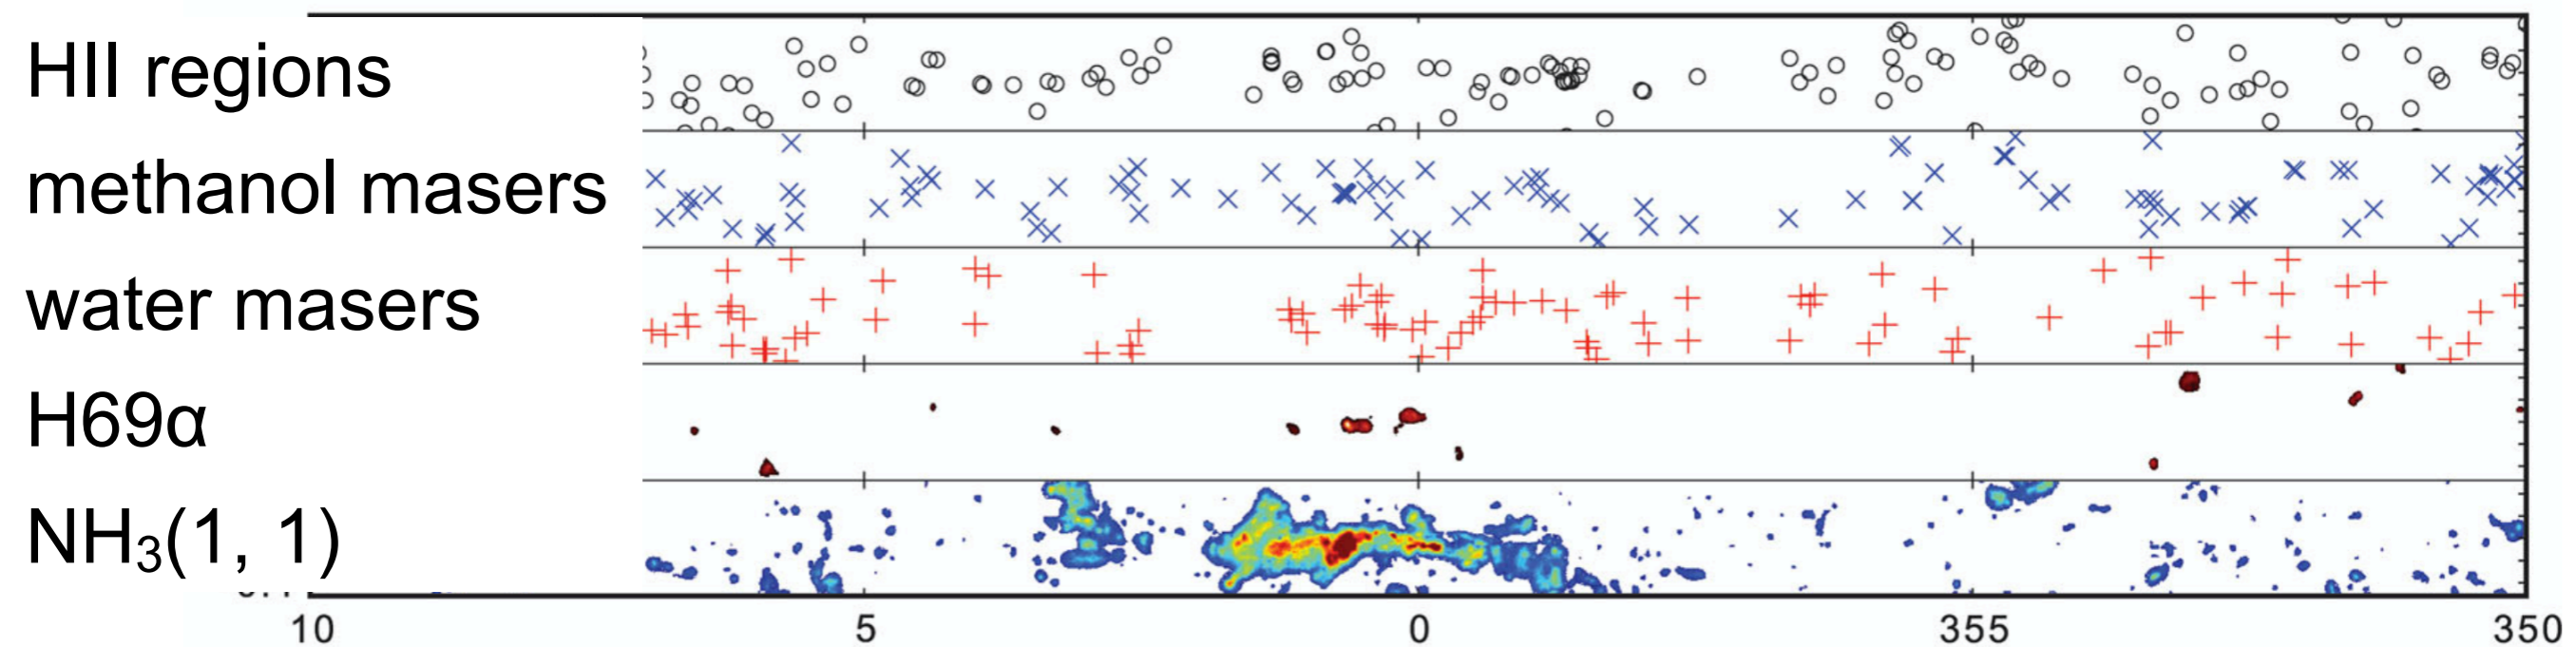 HII regions
methanol masers
water masers
H69α
NH₃(1, 1)
10 5 0 355 350